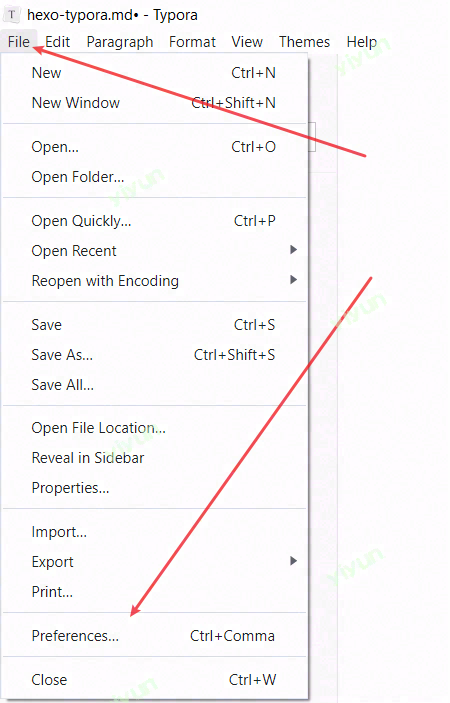 T hexo-typora.md• - Typora
File Edit Paragraph Format View Themes Help
yiyun
New Ctrl+N
New Window Ctrl+Shift+N
Open... Ctrl+O
Open Folder...
yiyun
Open Quickly... Ctrl+P
Open Recent
Reopen with Encoding
yiyun
Save Ctrl+S
Save As... Ctrl+Shift+S
Save All...
Open File Location...
yiyun
Reveal in Sidebar
Properties...
Import...
Export
yiyun
Print...
Preferences... Ctrl+Comma
Close Ctrl+W
yiyun